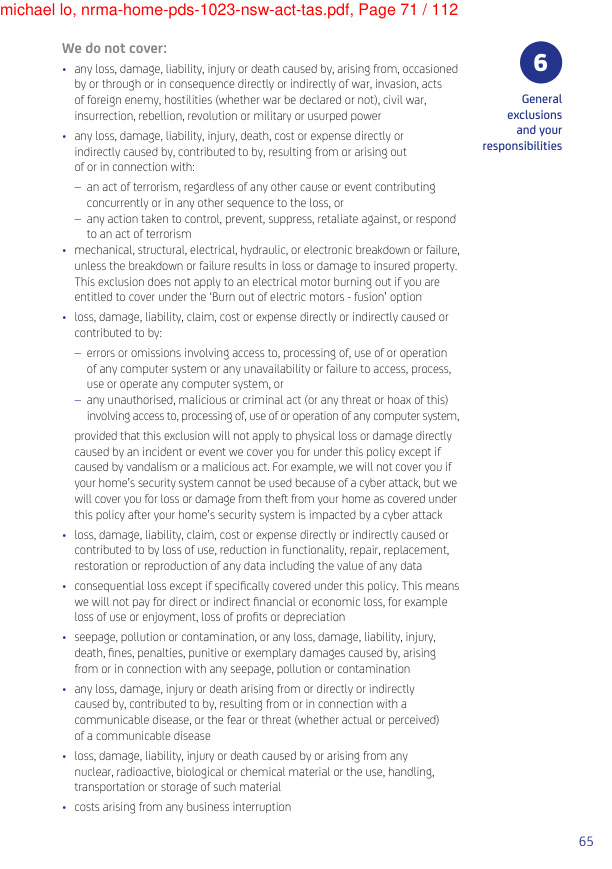 michael lo, nrma-home-pds-1023-nsw-act-tas.pdf, Page 71 / 112
We do not cover:
• any loss, damage, liability, injury or death caused by, arising from, occasioned
by or through or in consequence directly or indirectly of war, invasion, acts
of foreign enemy, hostilities (whether war be declared or not), civil war,
insurrection, rebellion, revolution or military or usurped power
• any loss, damage, liability, injury, death, cost or expense directly or
indirectly caused by, contributed to by, resulting from or arising out
of or in connection with:
– an act of terrorism, regardless of any other cause or event contributing
concurrently or in any other sequence to the loss, or
– any action taken to control, prevent, suppress, retaliate against, or respond
to an act of terrorism
• mechanical, structural, electrical, hydraulic, or electronic breakdown or failure,
unless the breakdown or failure results in loss or damage to insured property.
This exclusion does not apply to an electrical motor burning out if you are
entitled to cover under the ‘Burn out of electric motors - fusion’ option
• loss, damage, liability, claim, cost or expense directly or indirectly caused or
contributed to by:
– errors or omissions involving access to, processing of, use of or operation
of any computer system or any unavailability or failure to access, process,
use or operate any computer system, or
– any unauthorised, malicious or criminal act (or any threat or hoax of this)
involving access to, processing of, use of or operation of any computer system,
provided that this exclusion will not apply to physical loss or damage directly
caused by an incident or event we cover you for under this policy except if
caused by vandalism or a malicious act. For example, we will not cover you if
your home’s security system cannot be used because of a cyber attack, but we
will cover you for loss or damage from theft from your home as covered under
this policy after your home’s security system is impacted by a cyber attack
• loss, damage, liability, claim, cost or expense directly or indirectly caused or
contributed to by loss of use, reduction in functionality, repair, replacement,
restoration or reproduction of any data including the value of any data
• consequential loss except if specifically covered under this policy. This means
we will not pay for direct or indirect financial or economic loss, for example
loss of use or enjoyment, loss of profits or depreciation
• seepage, pollution or contamination, or any loss, damage, liability, injury,
death, fines, penalties, punitive or exemplary damages caused by, arising
from or in connection with any seepage, pollution or contamination
• any loss, damage, injury or death arising from or directly or indirectly
caused by, contributed to by, resulting from or in connection with a
communicable disease, or the fear or threat (whether actual or perceived)
of a communicable disease
• loss, damage, liability, injury or death caused by or arising from any
nuclear, radioactive, biological or chemical material or the use, handling,
transportation or storage of such material
• costs arising from any business interruption
6
General
exclusions
and your
responsibilities
65